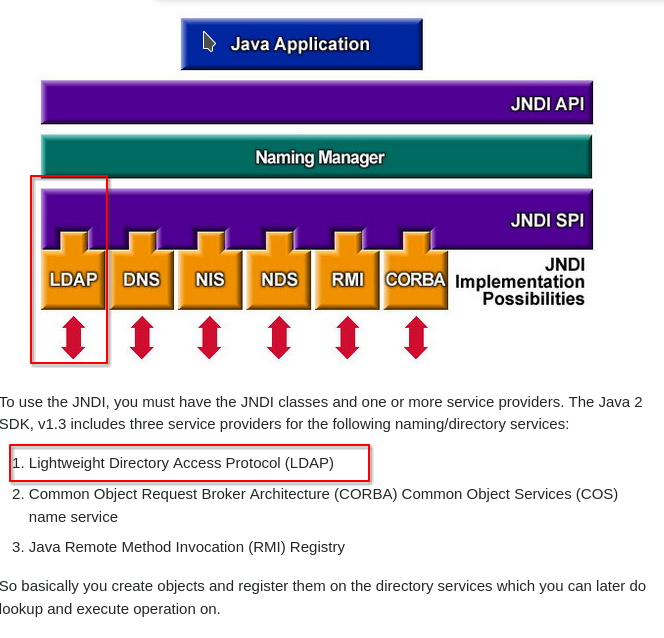 Java Application
JNDI API
Naming Manager
JNDI SPI
LDAP DNS NIS NDS RMI CORBA
JNDI
Implementation
Possibilities
To use the JNDI, you must have the JNDI classes and one or more service providers. The Java 2
SDK, v1.3 includes three service providers for the following naming/directory services:
1. Lightweight Directory Access Protocol (LDAP)
2. Common Object Request Broker Architecture (CORBA) Common Object Services (COS)
name service
3. Java Remote Method Invocation (RMI) Registry
So basically you create objects and register them on the directory services which you can later do
lookup and execute operation on.